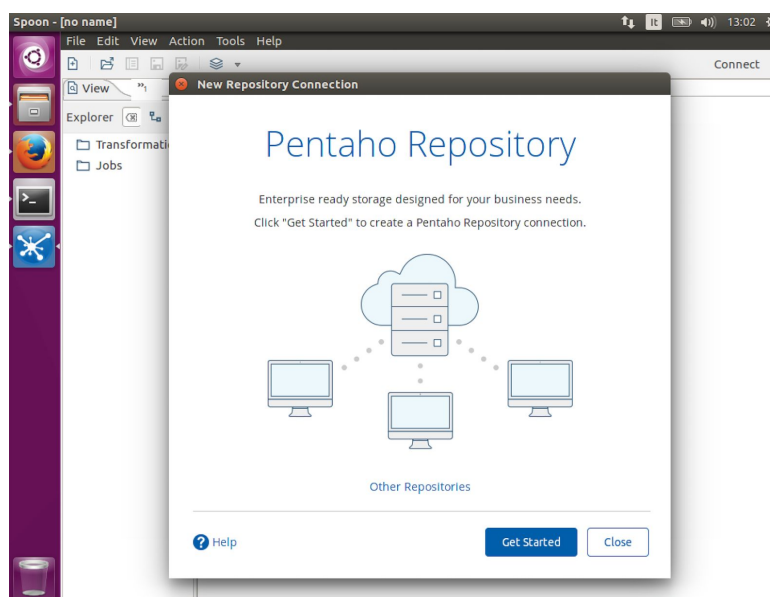 Spoon - [no name]
It
13:02
File Edit View Action Tools Help
Connect
View
1
Explorer
Transformati
Jobs
New Repository Connection
Pentaho Repository
Enterprise ready storage designed for your business needs.
Click "Get Started" to create a Pentaho Repository connection.
Other Repositories
Help
Get Started
Close